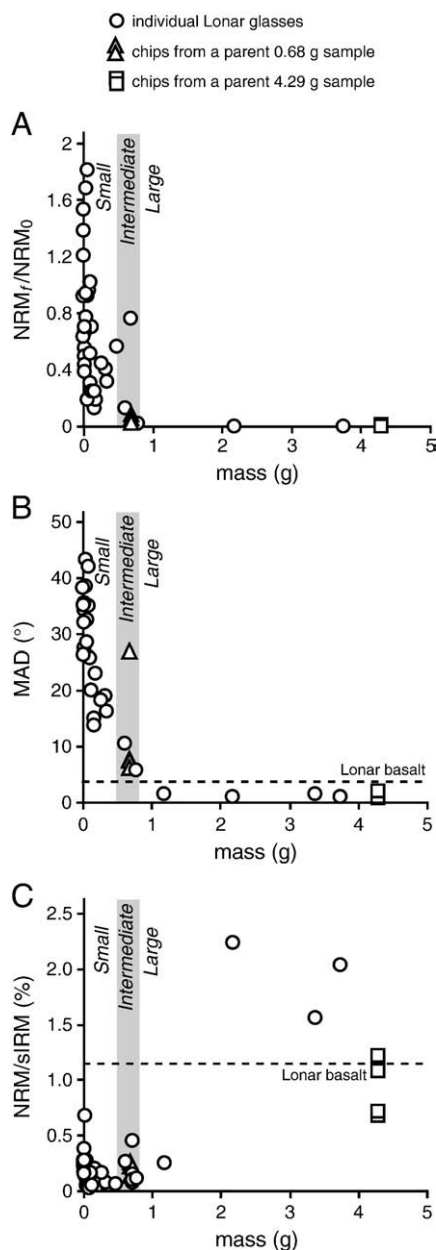 individual Lonar glasses
chips from a parent 0.68 g sample
chips from a parent 4.29 g sample
A
2
1.6
1.2
0.8
0.4
0
NRMf/NRM0
Small
Intermediate
Large
0 1 2 3 4 5
mass (g)
B
50
40
30
20
10
0
MAD (°)
Small
Intermediate
Large
Lonar basalt
0 1 2 3 4 5
mass (g)
C
2.5
2.0
1.5
1.0
0.5
0
NRM/sIRM (%)
Small
Intermediate
Large
Lonar basalt
0 1 2 3 4 5
mass (g)